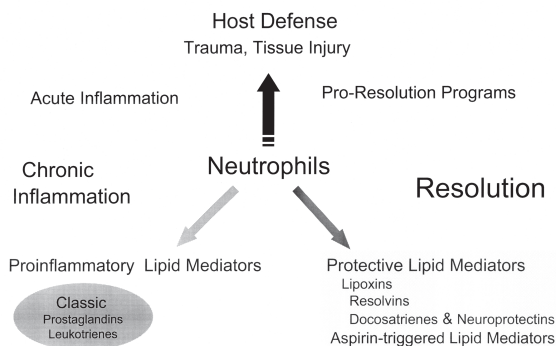 Host Defense
Trauma, Tissue Injury
Acute Inflammation
Pro-Resolution Programs
Neutrophils
Chronic
Inflammation
Resolution
Proinflammatory Lipid Mediators
Classic
Prostaglandins
Leukotrienes
Protective Lipid Mediators
Lipoxins
Resolvins
Docosatrienes & Neuroprotectins
Aspirin-triggered Lipid Mediators